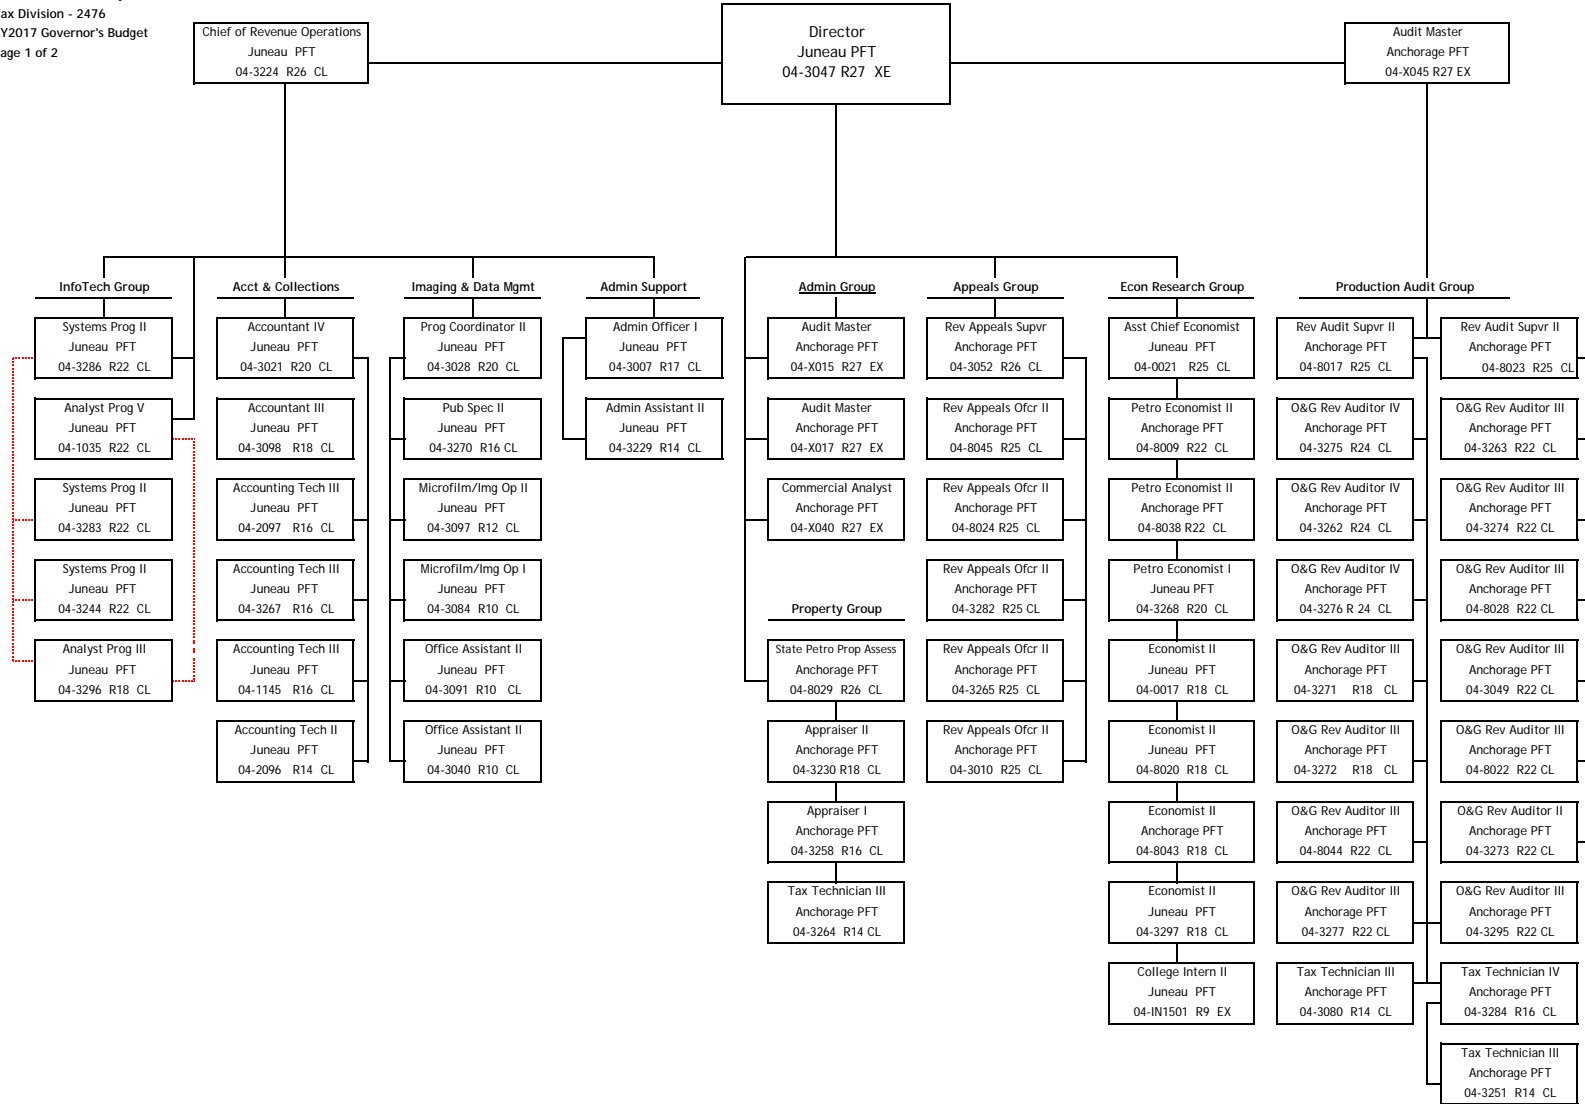 ax Division - 2476
Y2017 Governor's Budget
age 1 of 2
Chief of Revenue Operations
Juneau PFT
04-3224 R26 CL
Director
Juneau PFT
04-3047 R27 XE
Audit Master
Anchorage PFT
04-X045 R27 EX
InfoTech Group
Systems Prog II
Juneau PFT
04-3286 R22 CL
Analyst Prog V
Juneau PFT
04-1035 R22 CL
Systems Prog II
Juneau PFT
04-3283 R22 CL
Systems Prog II
Juneau PFT
04-3244 R22 CL
Analyst Prog III
Juneau PFT
04-3296 R18 CL
Acct & Collections
Accountant IV
Juneau PFT
04-3021 R20 CL
Accountant III
Juneau PFT
04-3098 R18 CL
Accounting Tech III
Juneau PFT
04-2097 R16 CL
Accounting Tech III
Juneau PFT
04-3267 R16 CL
Accounting Tech III
Juneau PFT
04-1145 R16 CL
Accounting Tech II
Juneau PFT
04-2096 R14 CL
Imaging & Data Mgmt
Prog Coordinator II
Juneau PFT
04-3028 R20 CL
Pub Spec II
Juneau PFT
04-3270 R16 CL
Microfilm/Img Op II
Juneau PFT
04-3097 R12 CL
Microfilm/Img Op I
Juneau PFT
04-3084 R10 CL
Office Assistant II
Juneau PFT
04-3091 R10 CL
Office Assistant II
Juneau PFT
04-3040 R10 CL
Admin Support
Admin Officer I
Juneau PFT
04-3007 R17 CL
Admin Assistant II
Juneau PFT
04-3229 R14 CL
Admin Group
Audit Master
Anchorage PFT
04-X015 R27 EX
Audit Master
Anchorage PFT
04-X017 R27 EX
Commercial Analyst
Anchorage PFT
04-X040 R27 EX
Property Group
State Petro Prop Assess
Anchorage PFT
04-8029 R26 CL
Appraiser II
Anchorage PFT
04-3230 R18 CL
Appraiser I
Anchorage PFT
04-3258 R16 CL
Tax Technician III
Anchorage PFT
04-3264 R14 CL
Appeals Group
Rev Appeals Supvr
Anchorage PFT
04-3052 R26 CL
Rev Appeals Ofcr II
Anchorage PFT
04-8045 R25 CL
Rev Appeals Ofcr II
Anchorage PFT
04-8024 R25 CL
Rev Appeals Ofcr II
Anchorage PFT
04-3282 R25 CL
Rev Appeals Ofcr II
Anchorage PFT
04-3265 R25 CL
Rev Appeals Ofcr II
Anchorage PFT
04-3010 R25 CL
Econ Research Group
Asst Chief Economist
Juneau PFT
04-0021 R25 CL
Petro Economist II
Anchorage PFT
04-8009 R22 CL
Petro Economist II
Anchorage PFT
04-8038 R22 CL
Petro Economist I
Juneau PFT
04-3268 R20 CL
Economist II
Juneau PFT
04-0017 R18 CL
Economist II
Juneau PFT
04-8020 R18 CL
Economist II
Anchorage PFT
04-8043 R18 CL
Economist II
Juneau PFT
04-3297 R18 CL
College Intern II
Juneau PFT
04-IN1501 R9 EX
Production Audit Group
Rev Audit Supvr II
Anchorage PFT
04-8017 R25 CL
O&G Rev Auditor IV
Anchorage PFT
04-3275 R24 CL
O&G Rev Auditor IV
Anchorage PFT
04-3262 R24 CL
O&G Rev Auditor IV
Anchorage PFT
04-3276 R 24 CL
O&G Rev Auditor III
Anchorage PFT
04-3271 R18 CL
O&G Rev Auditor III
Anchorage PFT
04-3272 R18 CL
O&G Rev Auditor III
Anchorage PFT
04-8044 R22 CL
O&G Rev Auditor III
Anchorage PFT
04-3277 R22 CL
Tax Technician III
Anchorage PFT
04-3080 R14 CL
Rev Audit Supvr II
Anchorage PFT
04-8023 R25 CL
O&G Rev Auditor III
Anchorage PFT
04-3263 R22 CL
O&G Rev Auditor III
Anchorage PFT
04-3274 R22 CL
O&G Rev Auditor III
Anchorage PFT
04-8028 R22 CL
O&G Rev Auditor III
Anchorage PFT
04-3049 R22 CL
O&G Rev Auditor III
Anchorage PFT
04-8022 R22 CL
O&G Rev Auditor II
Anchorage PFT
04-3273 R22 CL
O&G Rev Auditor III
Anchorage PFT
04-3295 R22 CL
Tax Technician IV
Anchorage PFT
04-3284 R16 CL
Tax Technician III
Anchorage PFT
04-3251 R14 CL